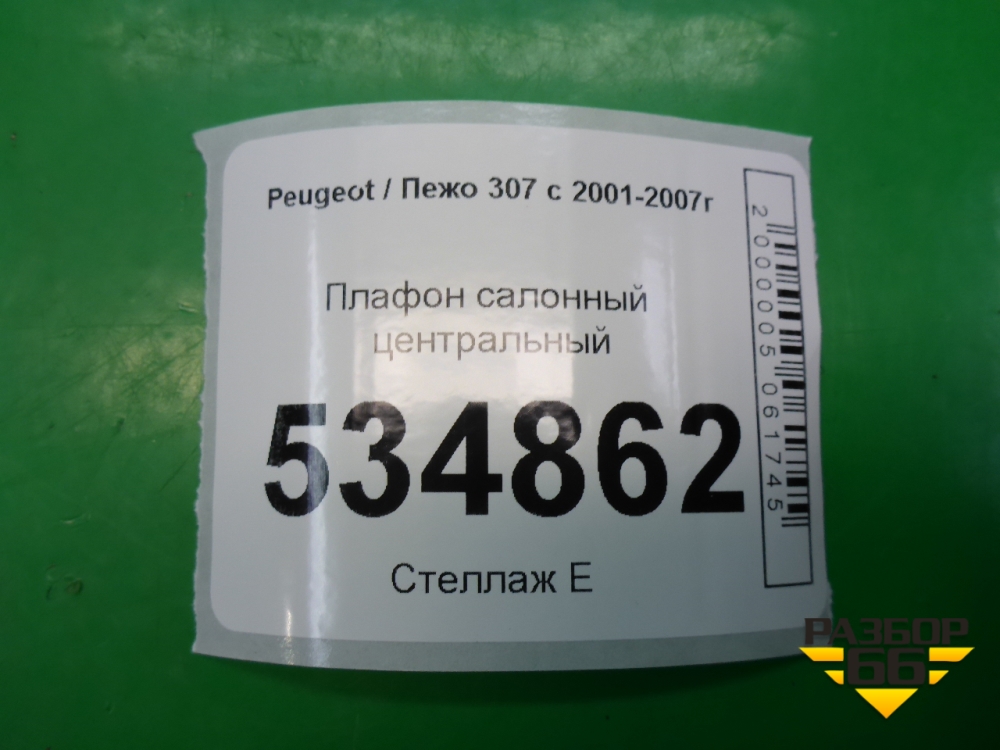 Peugeot / Пежо 307 с 2001-2007г
Плафон салонный
центральный
534862
Стеллаж Е
2000005061745
РАЗБОР
66